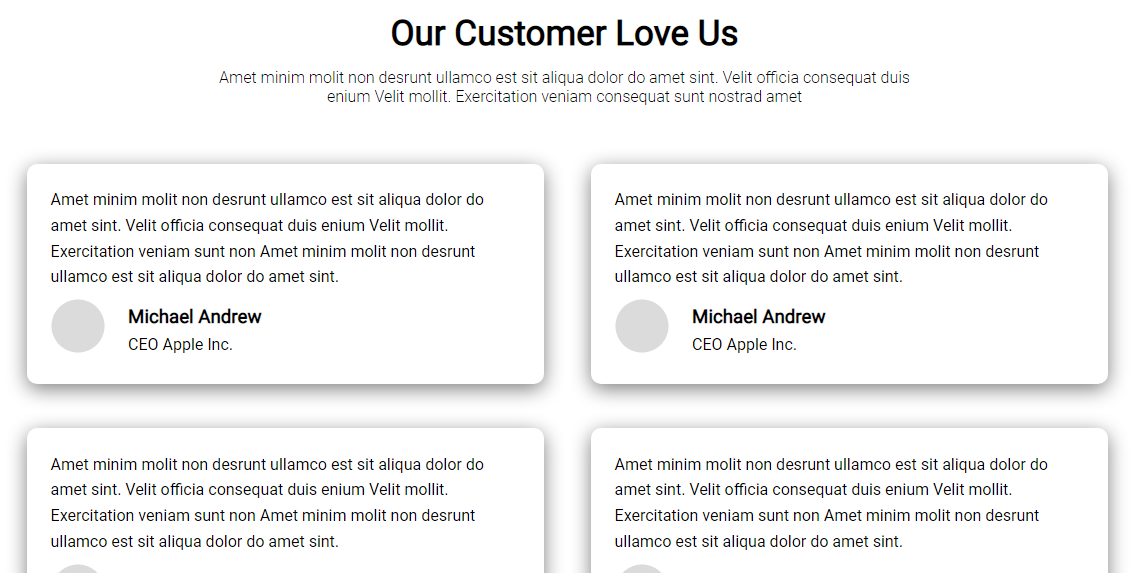 Our Customer Love Us
Amet minim molit non desrunt ullamco est sit aliqua dolor do amet sint. Velit officia consequat duis
enium Velit mollit. Exercitation veniam consequat sunt nostrad amet
Amet minim molit non desrunt ullamco est sit aliqua dolor do
amet sint. Velit officia consequat duis enium Velit mollit.
Exercitation veniam sunt non Amet minim molit non desrunt
ullamco est sit aliqua dolor do amet sint.
Michael Andrew
CEO Apple Inc.
Amet minim molit non desrunt ullamco est sit aliqua dolor do
amet sint. Velit officia consequat duis enium Velit mollit.
Exercitation veniam sunt non Amet minim molit non desrunt
ullamco est sit aliqua dolor do amet sint.
Michael Andrew
CEO Apple Inc.
Amet minim molit non desrunt ullamco est sit aliqua dolor do
amet sint. Velit officia consequat duis enium Velit mollit.
Exercitation veniam sunt non Amet minim molit non desrunt
ullamco est sit aliqua dolor do amet sint.
Amet minim molit non desrunt ullamco est sit aliqua dolor do
amet sint. Velit officia consequat duis enium Velit mollit.
Exercitation veniam sunt non Amet minim molit non desrunt
ullamco est sit aliqua dolor do amet sint.